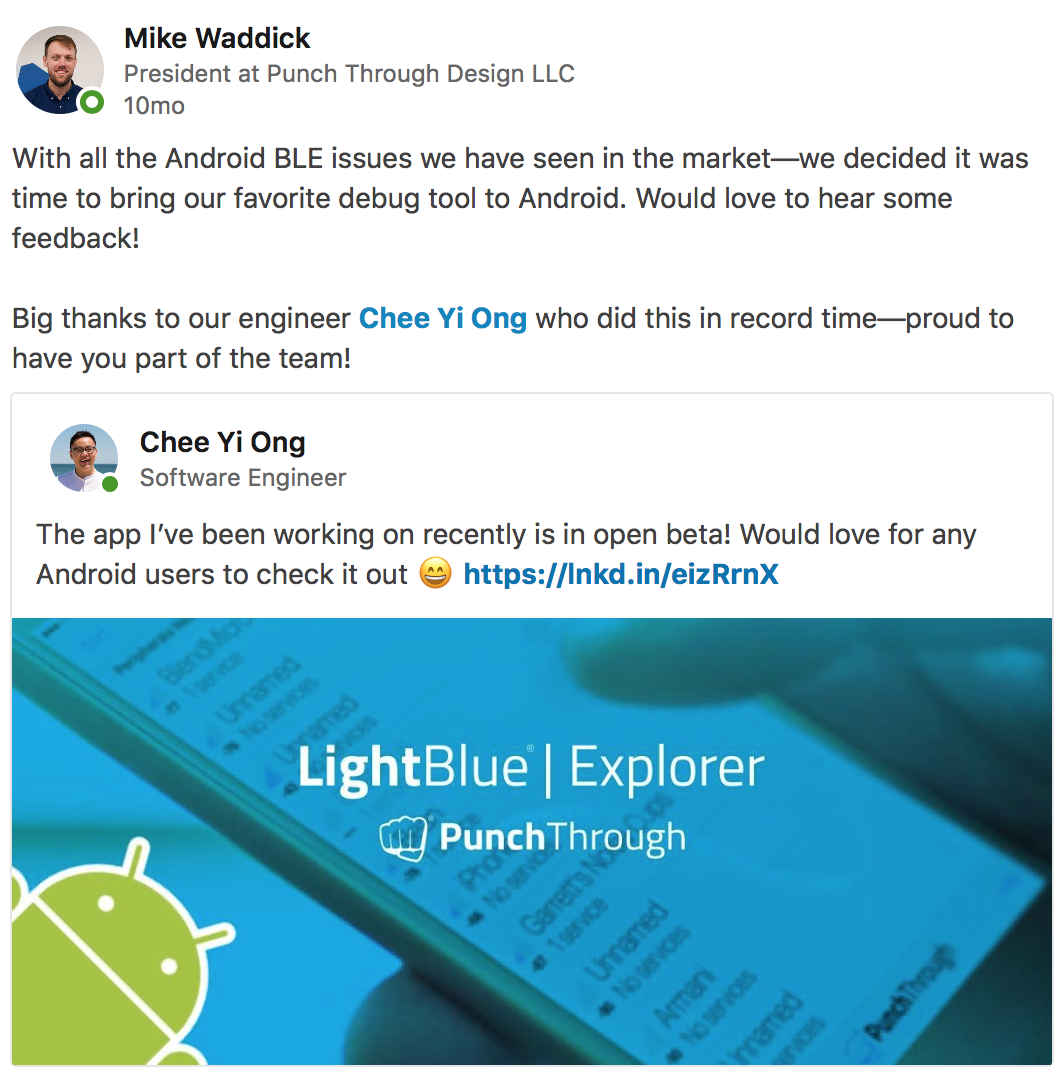 Mike Waddick
President at Punch Through Design LLC
10mo
With all the Android BLE issues we have seen in the market—we decided it was
time to bring our favorite debug tool to Android. Would love to hear some
feedback!
Big thanks to our engineer Chee Yi Ong who did this in record time—proud to
have you part of the team!
Chee Yi Ong
Software Engineer
The app I’ve been working on recently is in open beta! Would love for any
Android users to check it out 😄 https://lnkd.in/eizRrnX
LightBlue® | Explorer
PunchThrough
1 service
Unnamed
No services
Unnamed
No services
1 service
Unnamed
No services
Armani
No services
Unnamed
PunchThrough